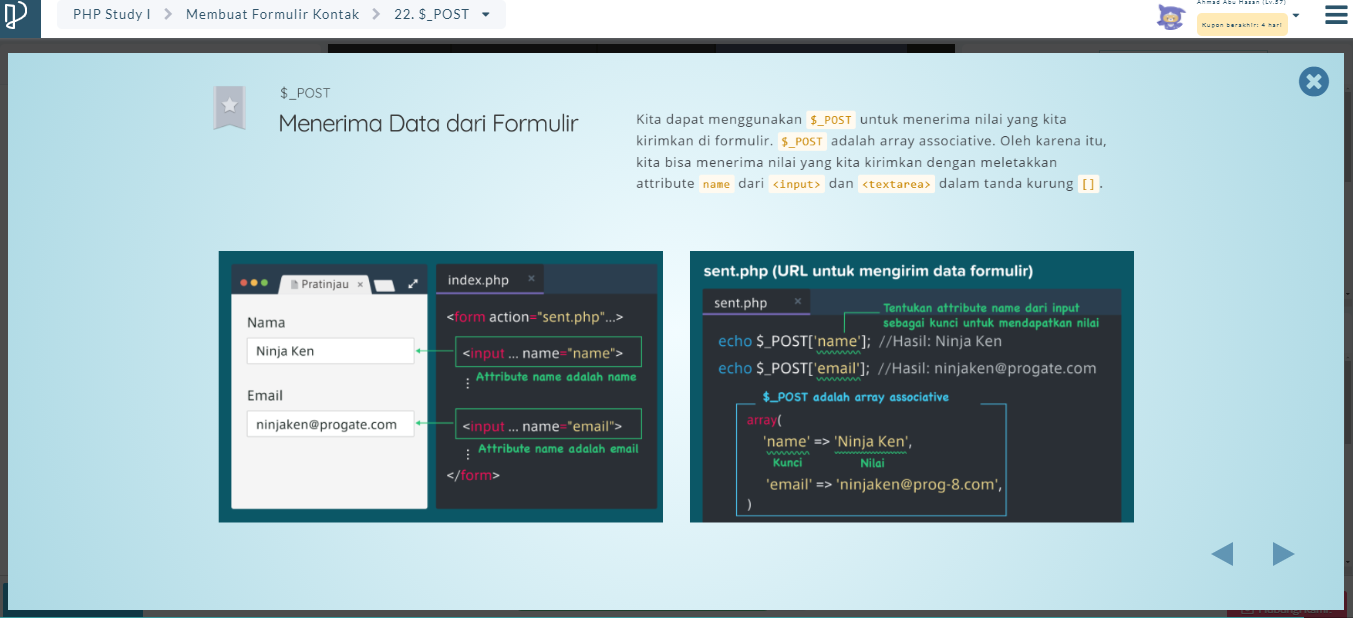 PHP Study I > Membuat Formulir Kontak > 22. $_POST
Ahmad Abu Hasan (Lv.57)
Kupon berakhir: 4 hari
$_POST
Menerima Data dari Formulir
Kita dapat menggunakan $_POST untuk menerima nilai yang kita
kirimkan di formulir. $_POST adalah array associative. Oleh karena itu,
kita bisa menerima nilai yang kita kirimkan dengan meletakkan
attribute name dari <input> dan <textarea> dalam tanda kurung [].
Pratinjau ×
Nama
Ninja Ken
Email
ninjaken@progate.com
index.php ×
<form action="sent.php"...>
<input ... name="name">
⋮ Attribute name adalah name
<input ... name="email">
⋮ Attribute name adalah email
</form>
sent.php (URL untuk mengirim data formulir)
sent.php ×
Tentukan attribute name dari input
sebagai kunci untuk mendapatkan nilai
echo $_POST['name']; //Hasil: Ninja Ken
echo $_POST['email']; //Hasil: ninjaken@progate.com
$_POST adalah array associative
array(
'name' => 'Ninja Ken',
Kunci Nilai
'email' => 'ninjaken@prog-8.com',
)